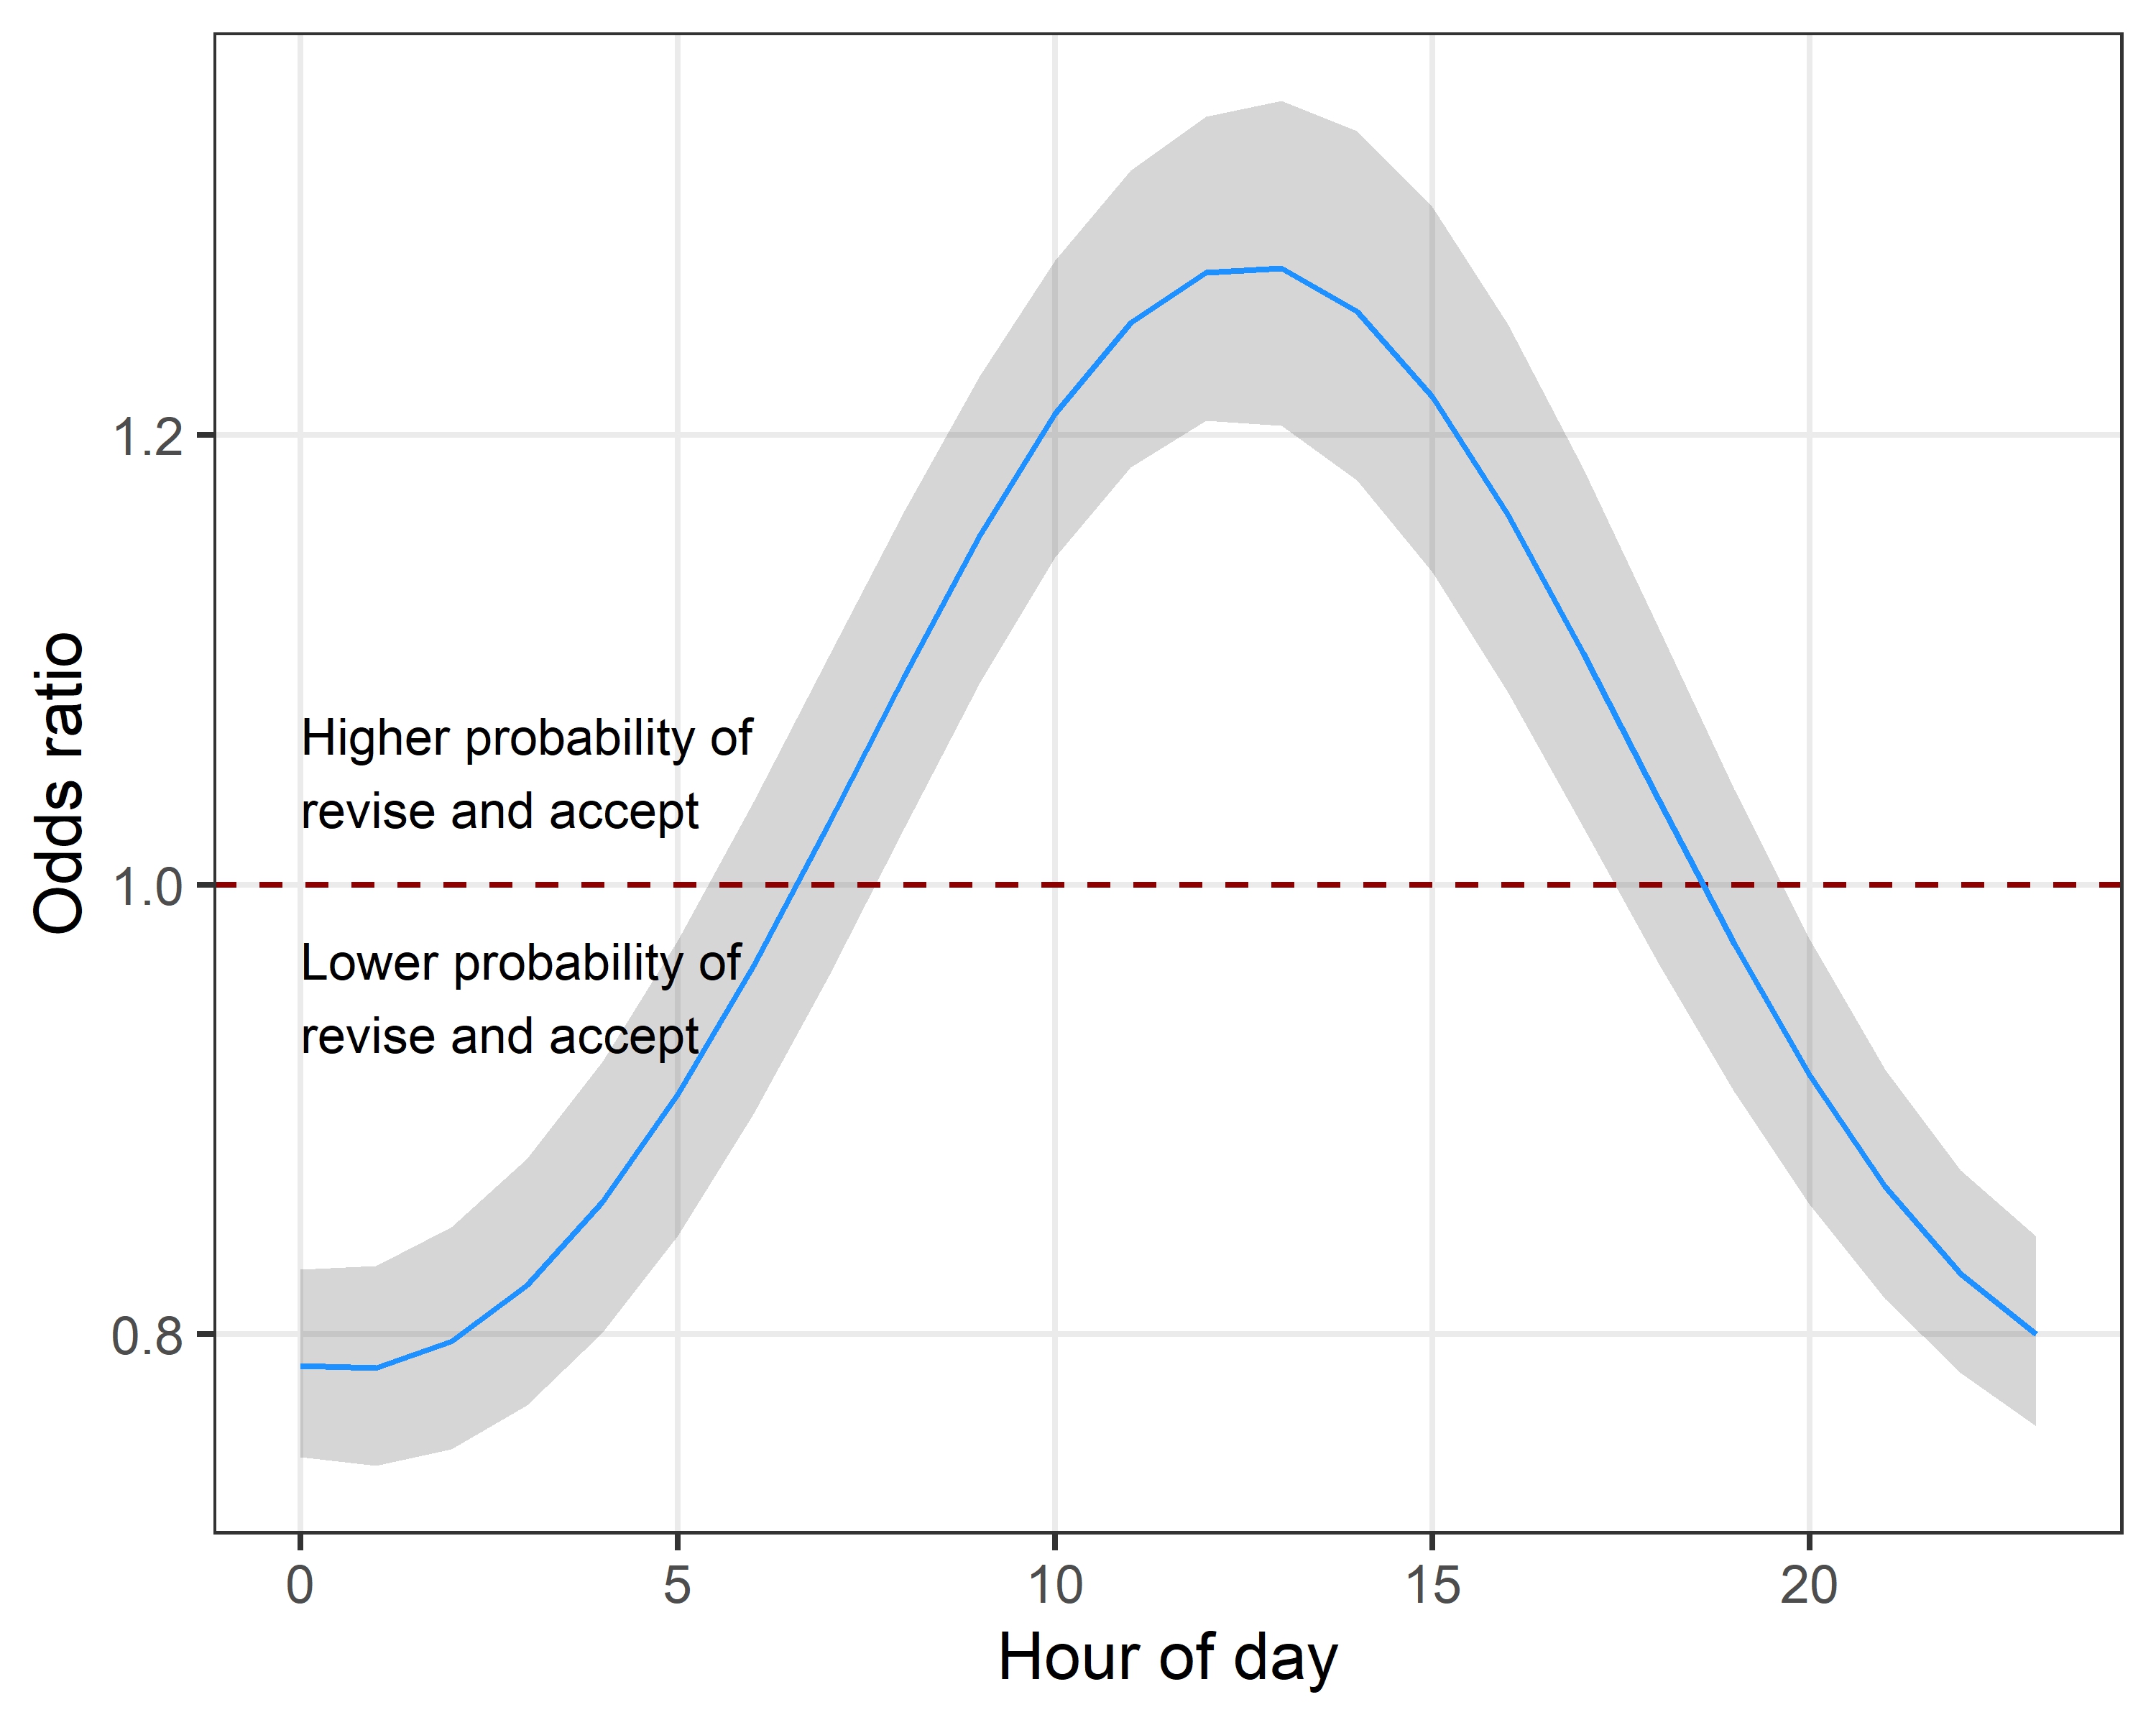 1.2
Higher probability of
revise and accept
1.0
Lower probability of
revise and accept
0.8
Odds ratio
0 5 10 15 20
Hour of day